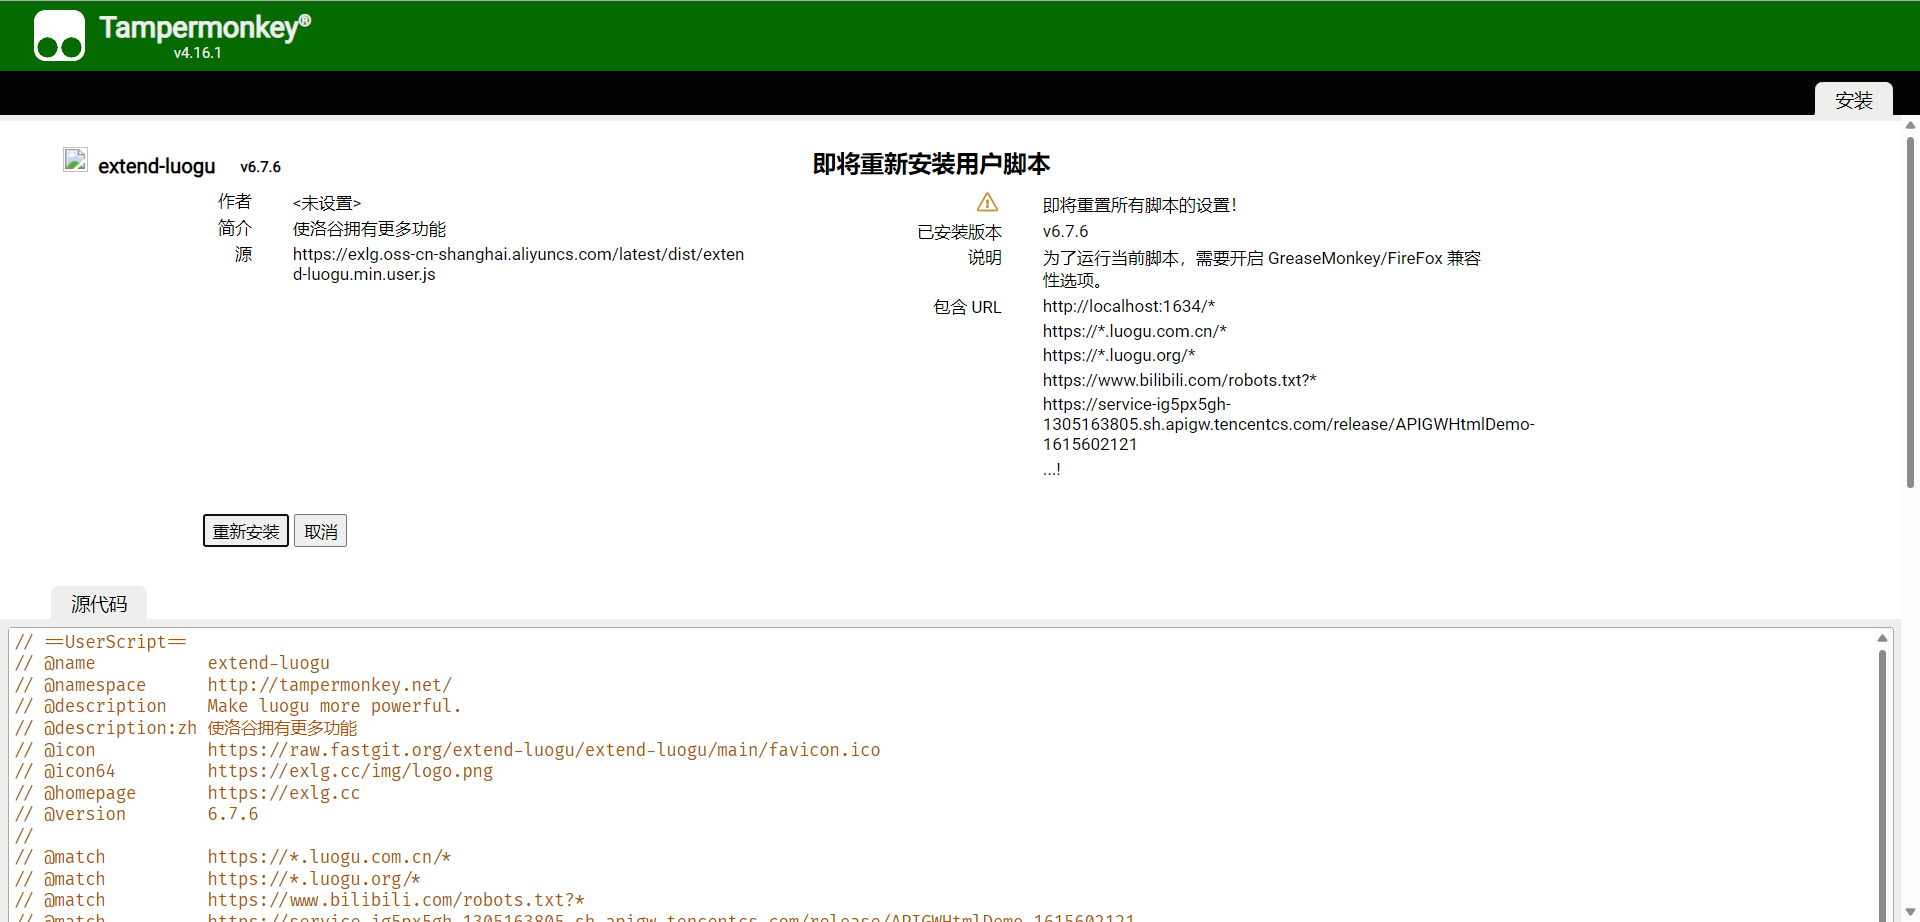 Tampermonkey®
v4.16.1
安装
extend-luogu v6.7.6
作者 <未设置>
简介 使洛谷拥有更多功能
源 https://exlg.oss-cn-shanghai.aliyuncs.com/latest/dist/exten
d-luogu.min.user.js
即将重新安装用户脚本
即将重置所有脚本的设置!
已安装版本 v6.7.6
说明 为了运行当前脚本，需要开启 GreaseMonkey/FireFox 兼容
性选项。
包含 URL http://localhost:1634/*
https://*.luogu.com.cn/*
https://*.luogu.org/*
https://www.bilibili.com/robots.txt?*
https://service-ig5px5gh-
1305163805.sh.apigw.tencentcs.com/release/APIGWHtmlDemo-
1615602121
...!
重新安装 取消
源代码
// ==UserScript==
// @name extend-luogu
// @namespace http://tampermonkey.net/
// @description Make luogu more powerful.
// @description:zh 使洛谷拥有更多功能
// @icon https://raw.fastgit.org/extend-luogu/extend-luogu/main/favicon.ico
// @icon64 https://exlg.cc/img/logo.png
// @homepage https://exlg.cc
// @version 6.7.6
//
// @match https://*.luogu.com.cn/*
// @match https://*.luogu.org/*
// @match https://www.bilibili.com/robots.txt?*
// @match https://service-ig5px5gh-1305163805.sh.apigw.tencentcs.com/release/APIGWHtmlDemo-1615602121